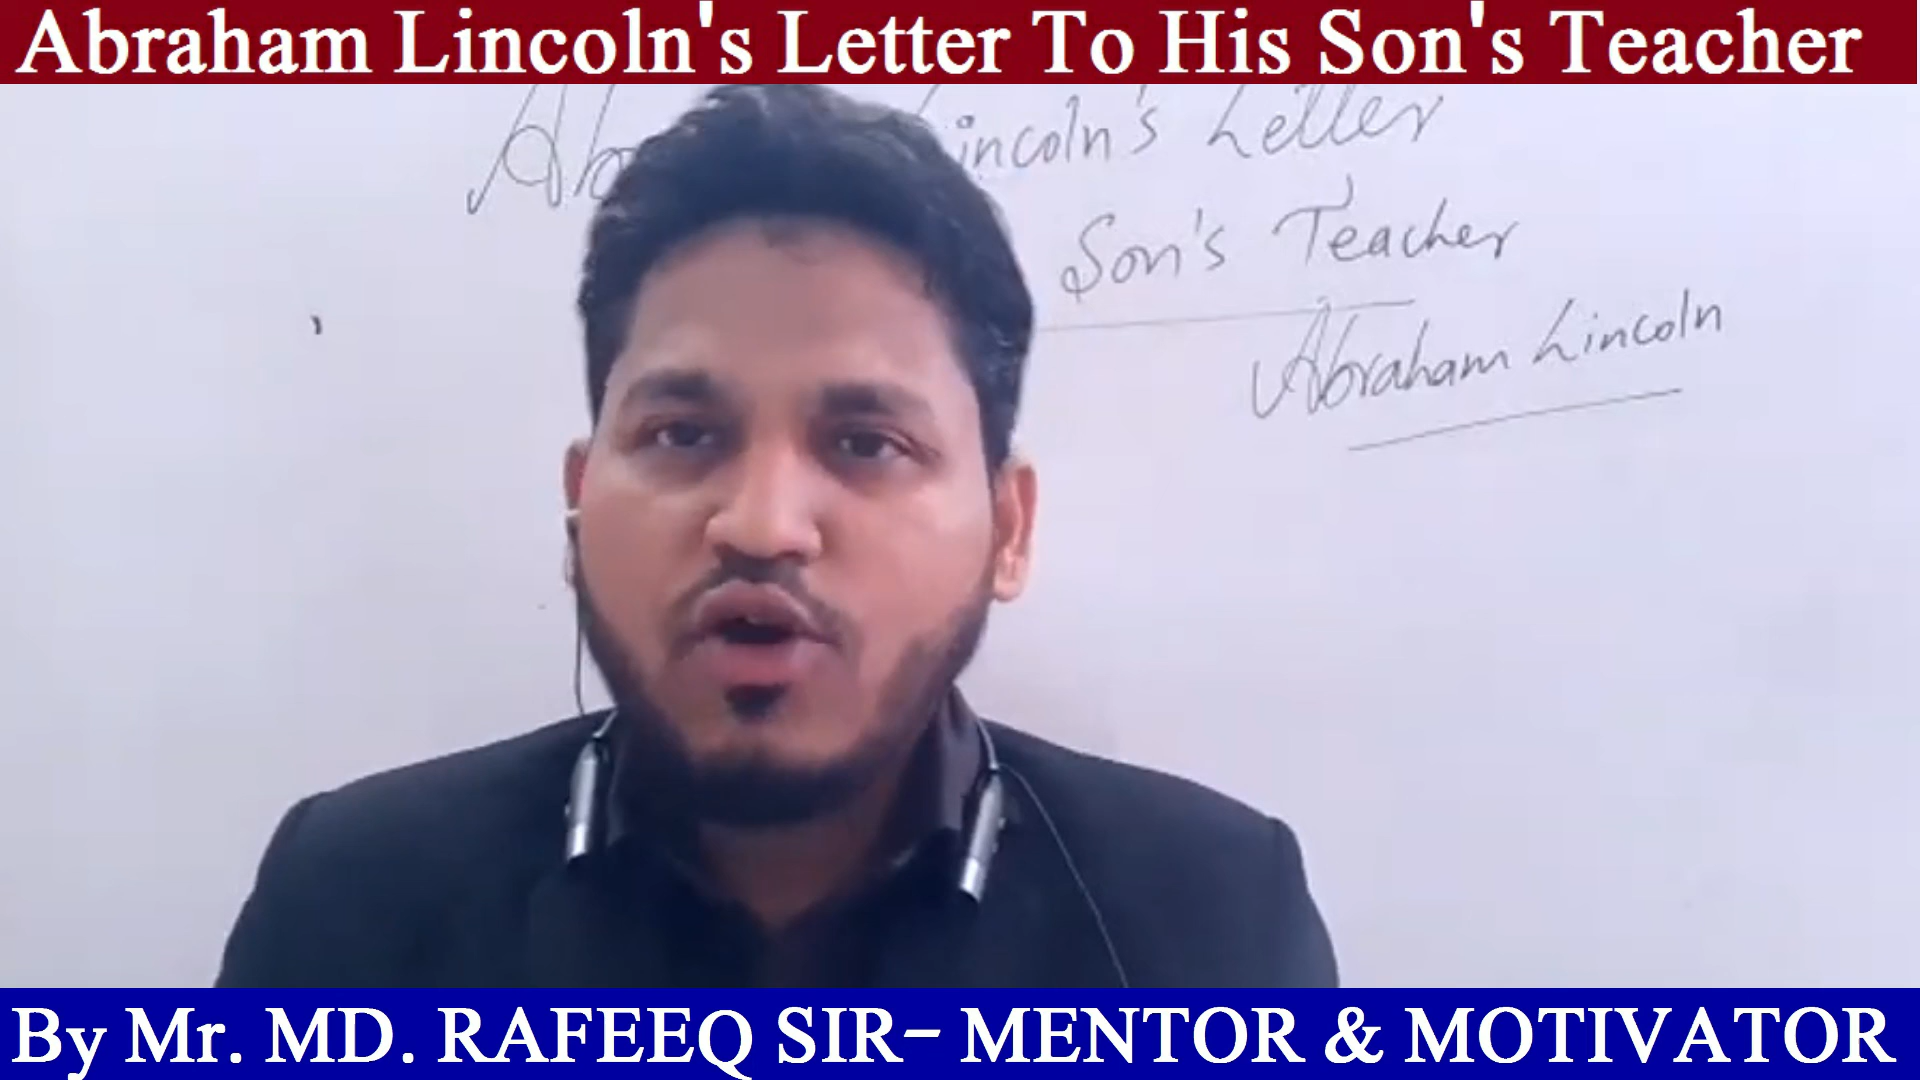 Abraham Lincoln's Letter To His Son's Teacher
Lincoln's Letter
Son's Teacher
Abraham Lincoln
By Mr. MD. RAFEEQ SIR- MENTOR & MOTIVATOR